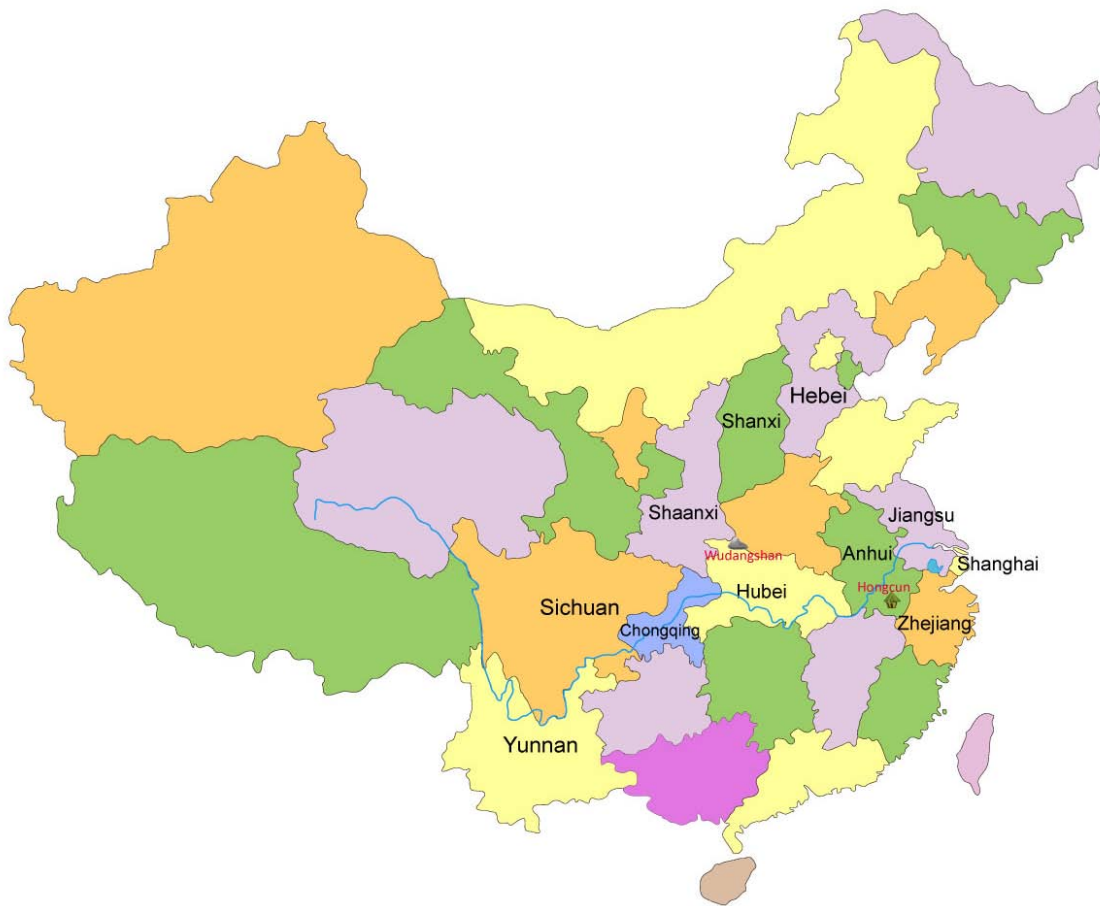 Hebei
Shanxi
Shaanxi
Jiangsu
Wudangshan
Anhui
Shanghai
Hubei
Hongcun
Sichuan
Zhejiang
Chongqing
Yunnan